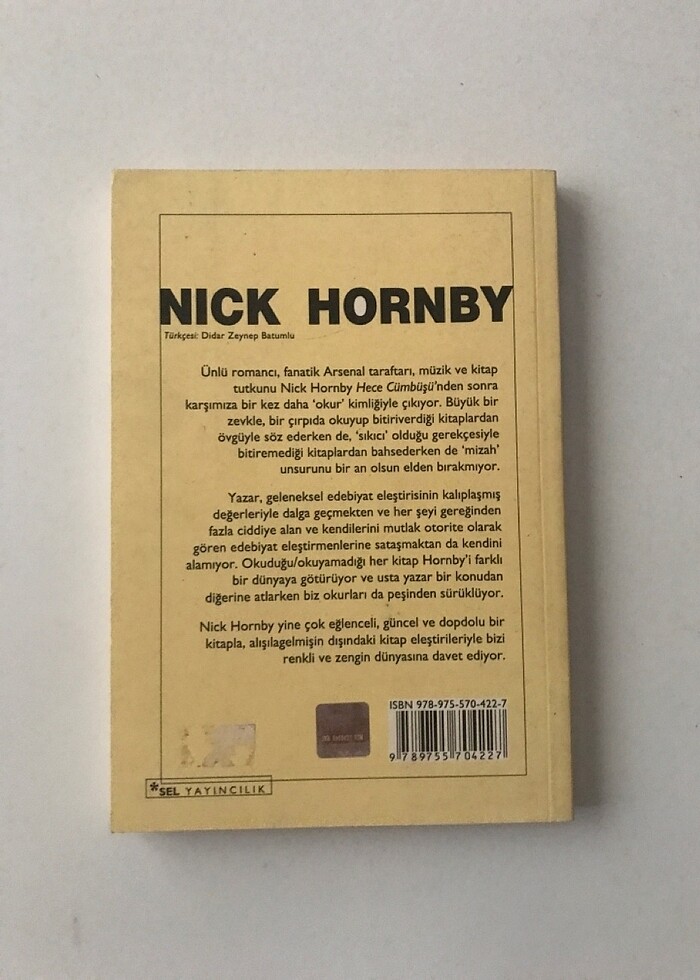 NICK HORNBY
Türkçesi: Didar Zeynep Batumlu
Ünlü romancı, fanatik Arsenal taraftarı, müzik ve kitap
tutkunu Nick Hornby Hece Cümbüşü'nden sonra
karşımıza bir kez daha 'okur' kimliğiyle çıkıyor. Büyük bir
zevkle, bir çırpıda okuyup bitiriverdiği kitaplardan
övgüyle söz ederken de, 'sıkıcı' olduğu gerekçesiyle
bitiremediği kitaplardan bahsederken de 'mizah'
unsurunu bir an olsun elden bırakmıyor.
Yazar, geleneksel edebiyat eleştirisinin kalıplaşmış
değerleriyle dalga geçmekten ve her şeyi gereğinden
fazla ciddiye alan ve kendilerini mutlak otorite olarak
gören edebiyat eleştirmenlerine sataşmaktan da kendini
alamıyor. Okuduğu/okuyamadığı her kitap Hornby'i farklı
bir dünyaya götürüyor ve usta yazar bir konudan
diğerine atlarken biz okurları da peşinden sürüklüyor.
Nick Hornby yine çok eğlenceli, güncel ve dopdolu bir
kitapla, alışılagelmişin dışındaki kitap eleştirileriyle bizi
renkli ve zengin dünyasına davet ediyor.
ISBN 978-975-570-422-7
9 789755 704227
*SEL YAYINCILIK